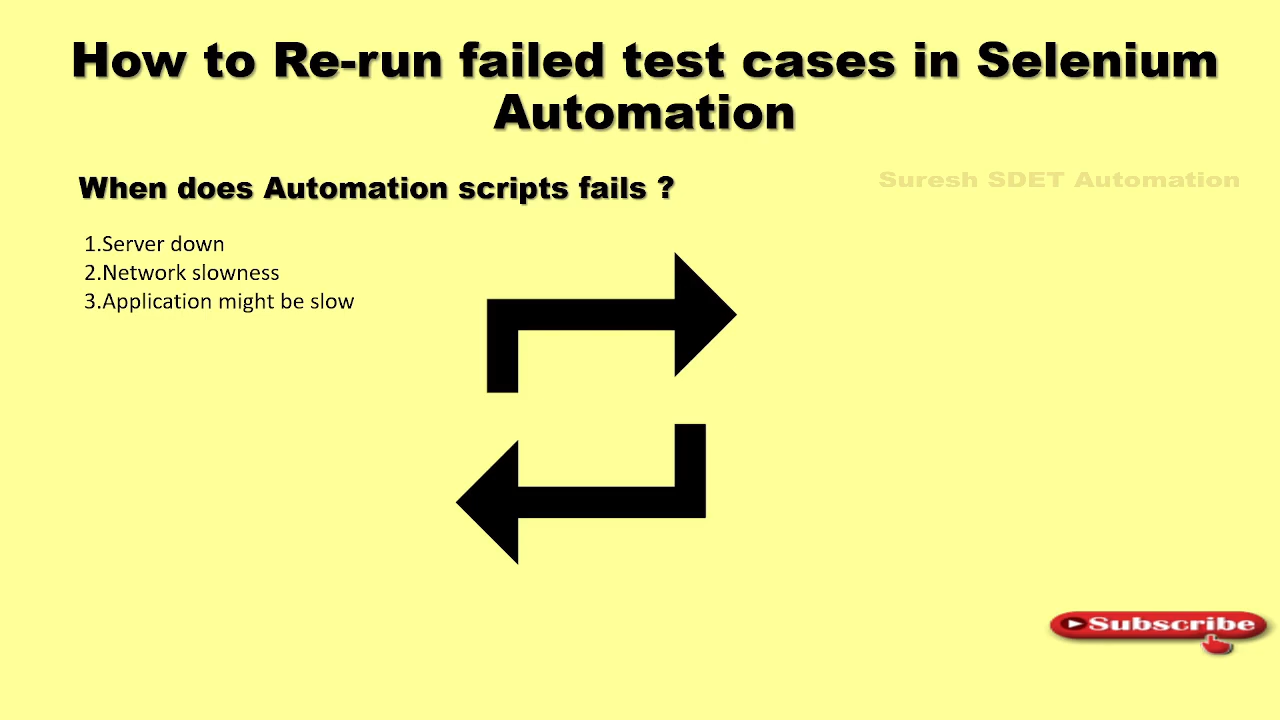 How to Re-run failed test cases in Selenium
Automation
When does Automation scripts fails ?
Suresh SDET Automation
1.Server down
2.Network slowness
3.Application might be slow
Subscribe